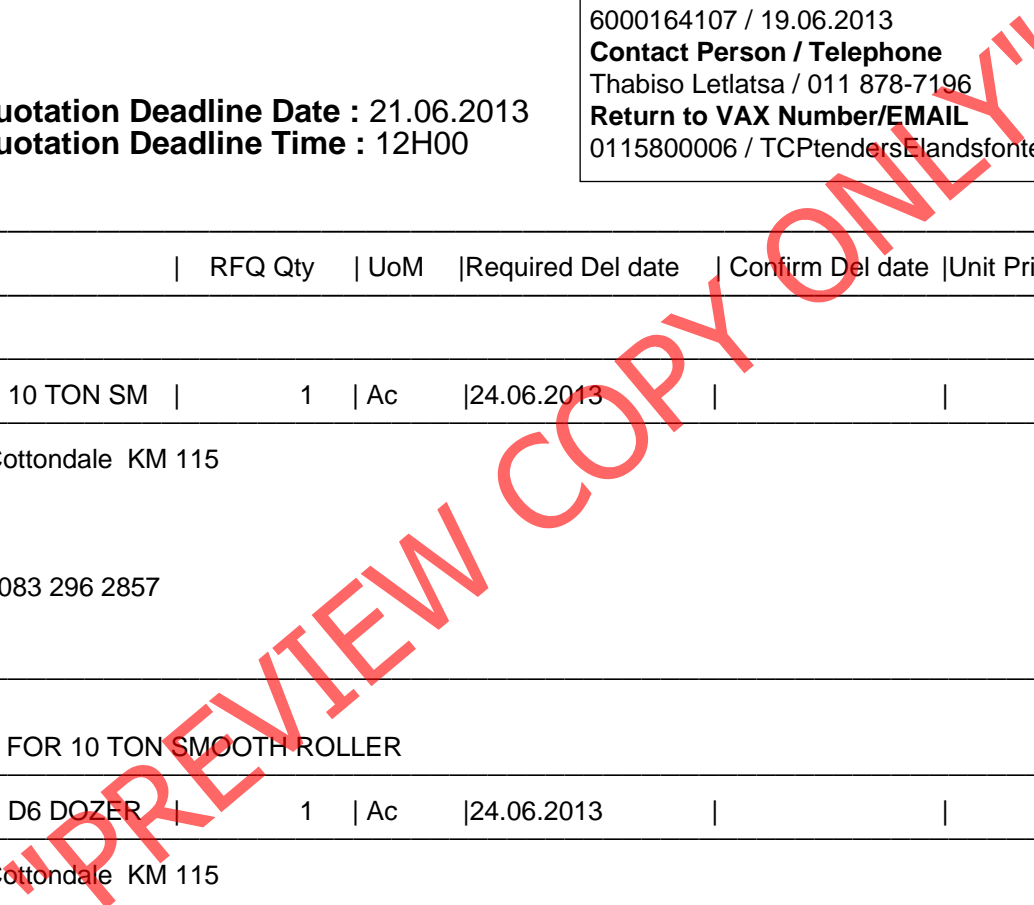 6000164107 / 19.06.2013
Contact Person / Telephone
Thabiso Letlatsa / 011 878-7196
uotation Deadline Date : 21.06.2013
Return to VAX Number/EMAIL
uotation Deadline Time : 12H00
0115800006 / TCPtendersElandsfonte
| RFQ Qty | UoM |Required Del date | Confirm Del date |Unit Pri
10 TON SM | 1 | Ac |24.06.2013 | |
Cottondale KM 115
083 296 2857
FOR 10 TON SMOOTH ROLLER
D6 DOZER | 1 | Ac |24.06.2013 | |
Cottondale KM 115
"PREVIEW COPY ONLY"